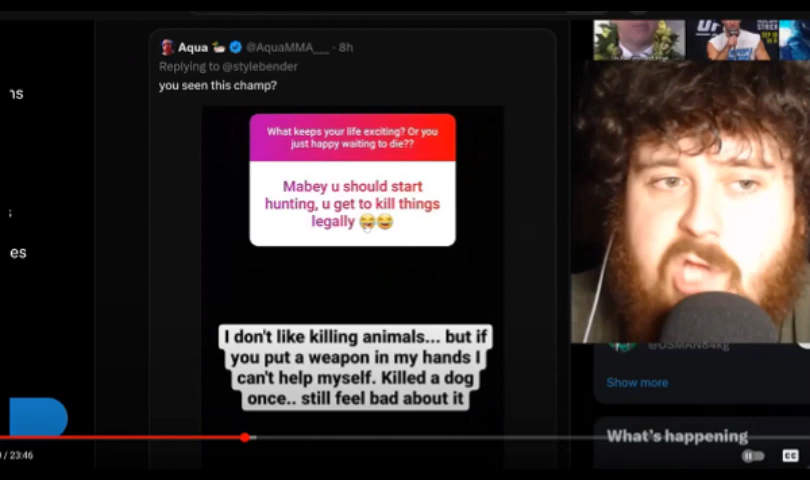 Aqua @AquaMMA__ · 8h
Replying to @stylebender
you seen this champ?
What keeps your life exciting? Or you
just happy waiting to die??
Mabey u should start
hunting, u get to kill things
legally 😂😂
I don't like killing animals... but if
you put a weapon in my hands I
can't help myself. Killed a dog
once.. still feel bad about it
es
@USMAN84kg
Show more
What's happening
/ 23:46
CC